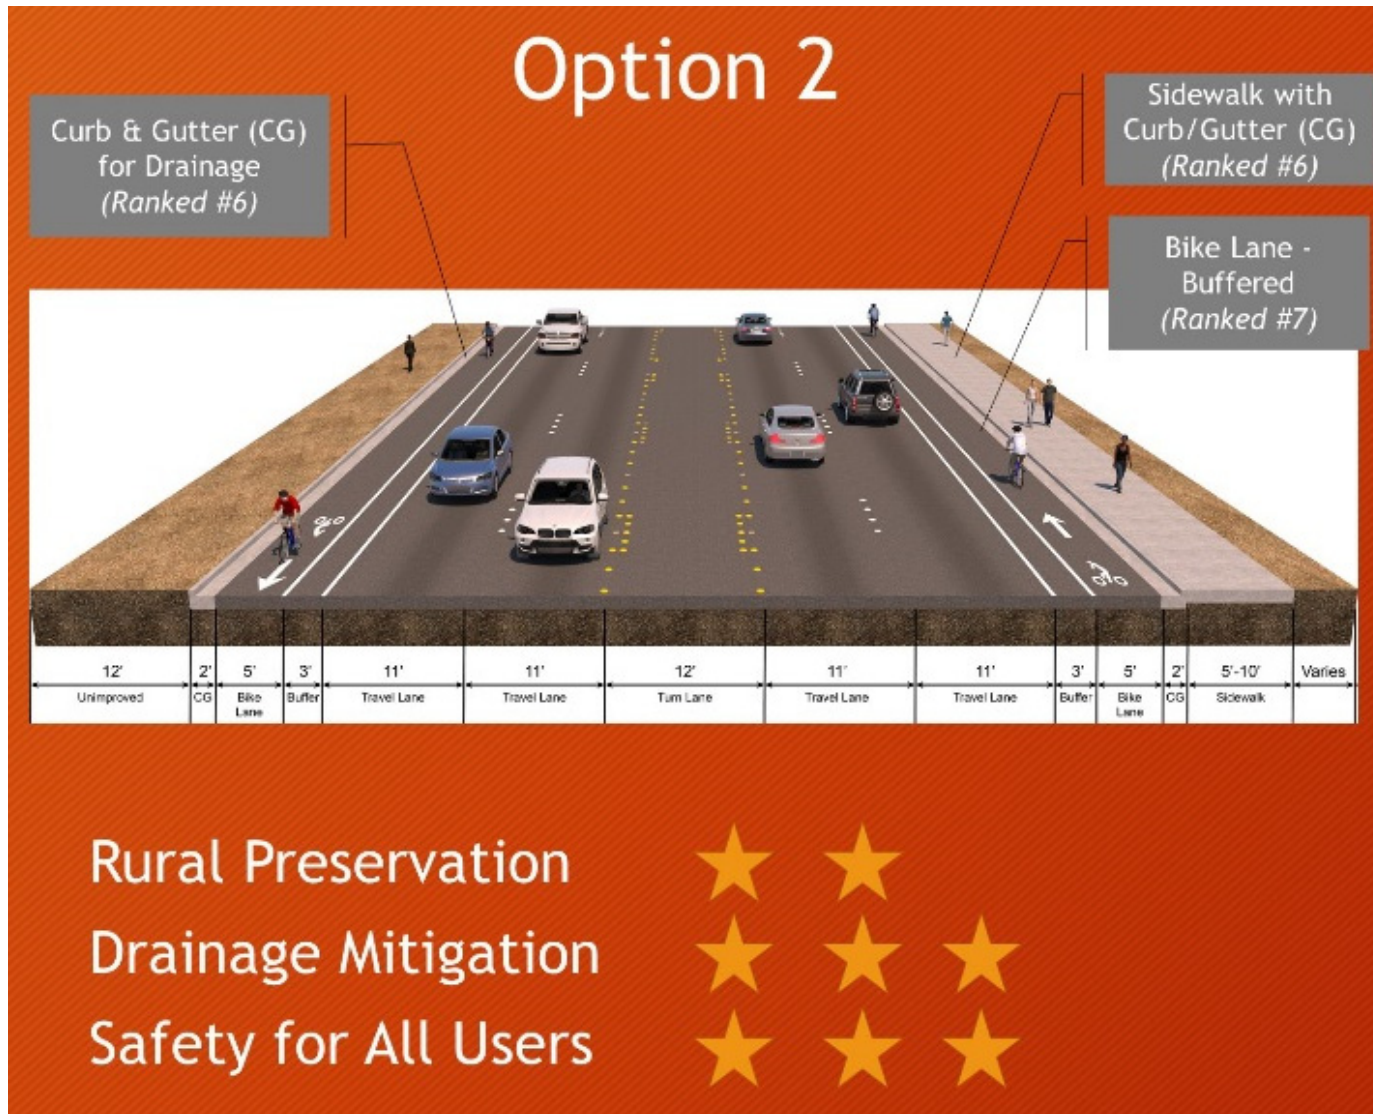 Option 2
Curb & Gutter (CG)
for Drainage
(Ranked #6)
Sidewalk with
Curb/Gutter (CG)
(Ranked #6)
Bike Lane -
Buffered
(Ranked #7)
12' 2' 5' 3' 11' 11' 12' 11' 11' 3' 5' 2' 5'-10' Varies
Unimproved CG Bike Buffer Travel Lane Travel Lane Turn Lane Travel Lane Travel Lane Buffer Bike CG Sidewalk
Lane Lane
Rural Preservation
Drainage Mitigation
Safety for All Users